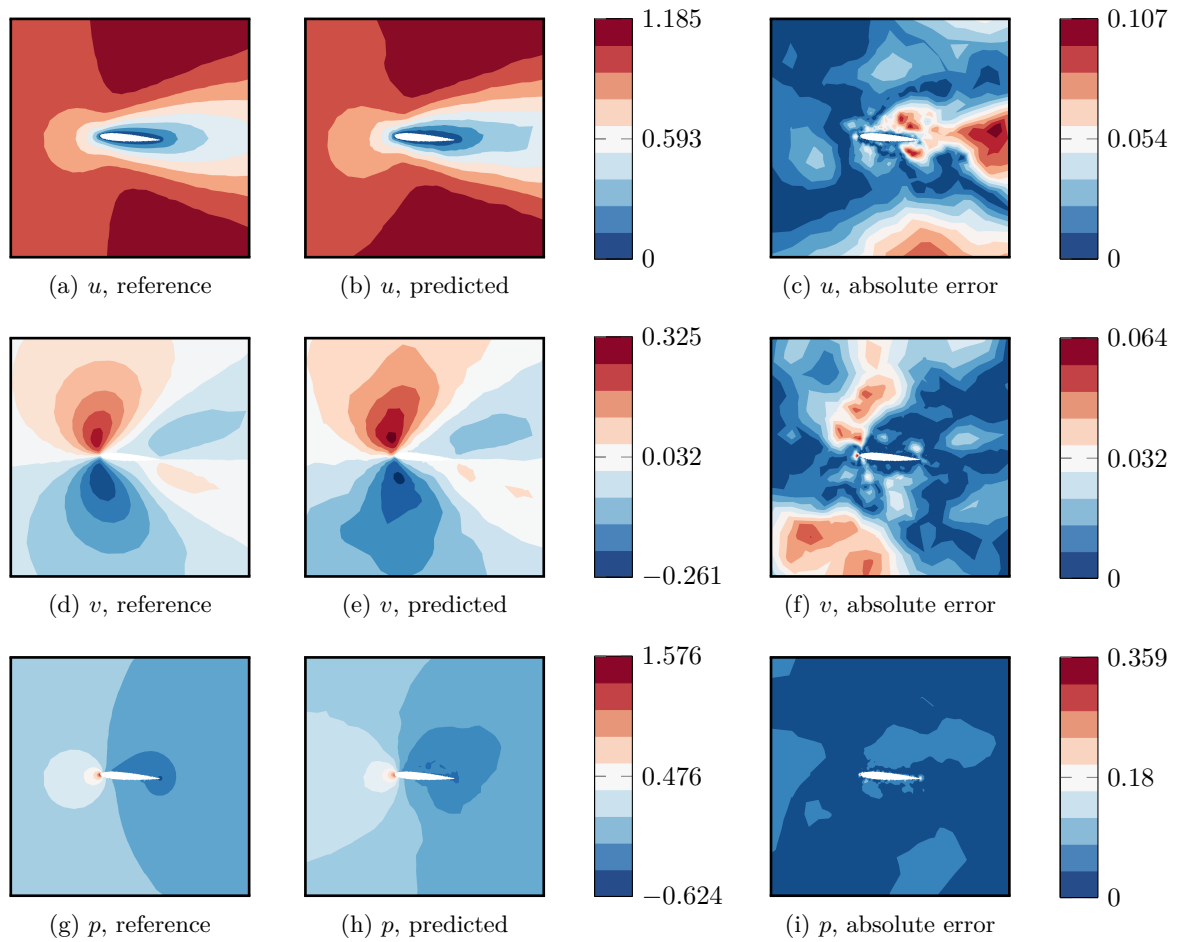 1.185
0.593
0
0.107
0.054
0
(a) u, reference
(b) u, predicted
(c) u, absolute error
0.325
0.032
−0.261
0.064
0.032
0
(d) v, reference
(e) v, predicted
(f) v, absolute error
1.576
0.476
−0.624
0.359
0.18
0
(g) p, reference
(h) p, predicted
(i) p, absolute error